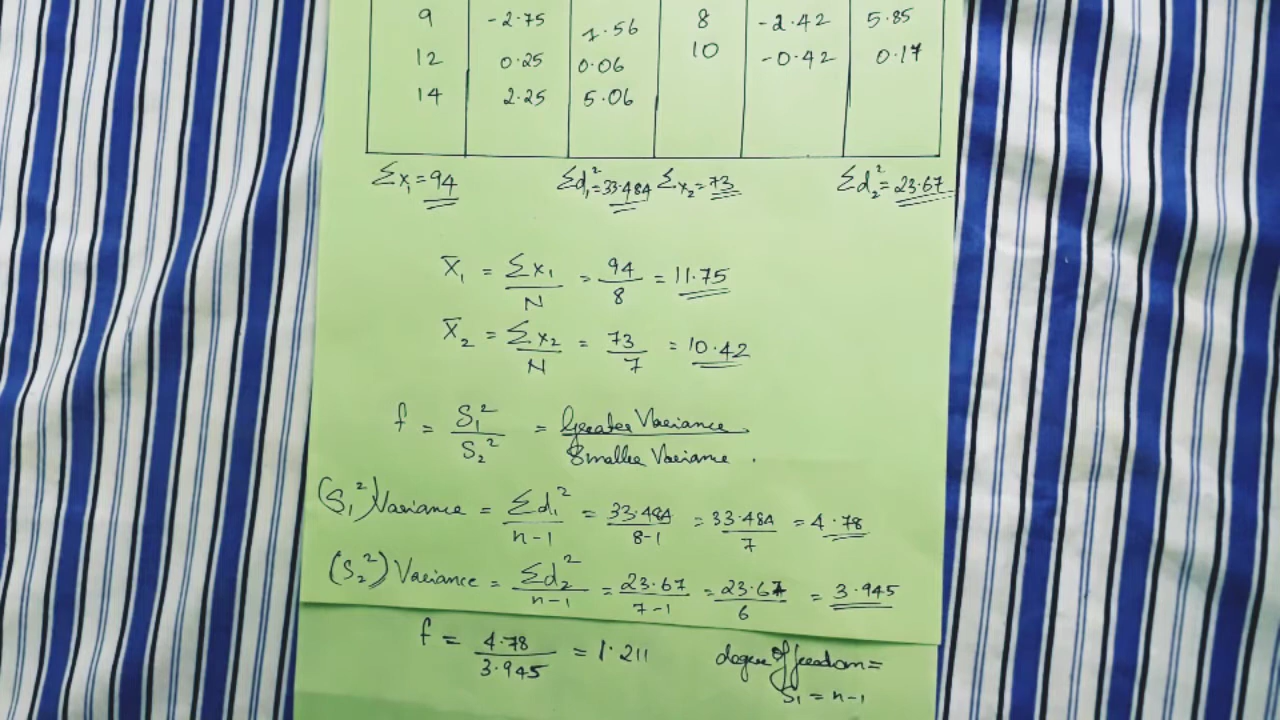 9 -2.75 7.56 8 -2.42 5.85
12 0.25 0.06 10 -0.42 0.17
14 2.25 5.06
Σx₁=94 Σd₁²=33.484 Σx₂=73 Σd₂²=23.67
X̄₁ = Σx₁/N = 94/8 = 11.75
X̄₂ = Σx₂/N = 73/7 = 10.42
f = S₁²/S₂² = Greater Variance/Smaller Variance.
(S₁²) Variance = Σd₁²/n-1 = 33.484/8-1 = 33.484/7 = 4.78
(S₂²) Variance = Σd₂²/n-1 = 23.67/7-1 = 23.67/6 = 3.945
f = 4.78/3.945 = 1.211 degree of freedom =
S₁ = n-1